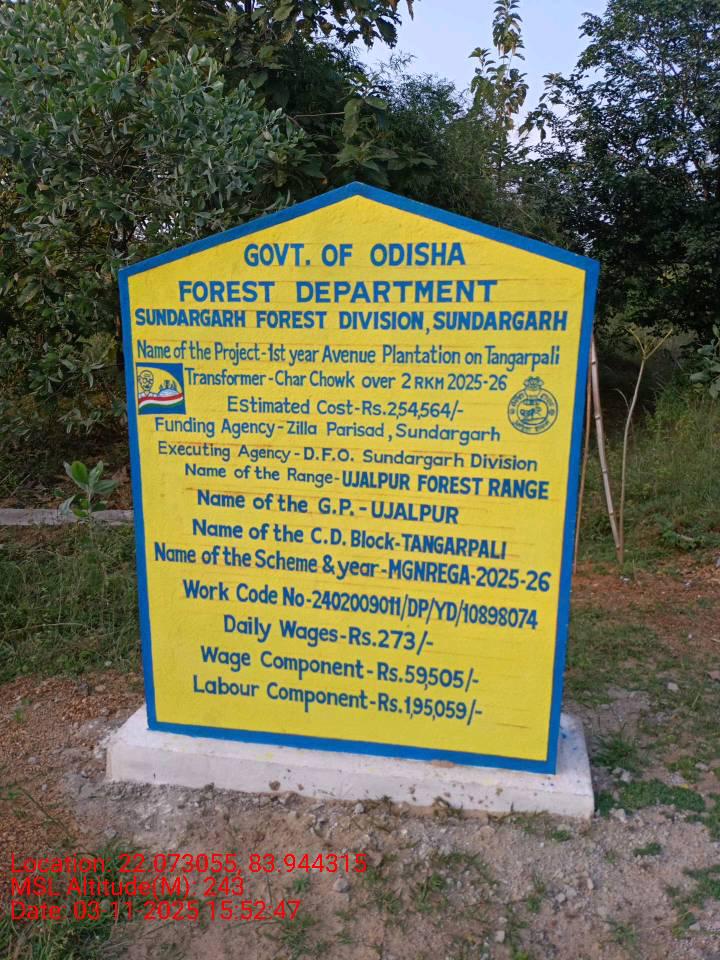 GOVT. OF ODISHA
FOREST DEPARTMENT
SUNDARGARH FOREST DIVISION, SUNDARGARH
Name of the Project-1st year Avenue Plantation on Tangarpali
Transformer-Char Chowk over 2 RKM 2025-26
Estimated Cost-Rs.2,54,564/-
Funding Agency-Zilla Parisad, Sundargarh
Executing Agency-D.F.O. Sundargarh Division
Name of the Range-UJALPUR FOREST RANGE
Name of the G.P.-UJALPUR
Name of the C.D. Block-TANGARPALI
Name of the Scheme & year-MGNREGA-2025-26
Work Code No-2402009011/DP/YD/10898074
Daily Wages-Rs.273/-
Wage Component-Rs.59,505/-
Labour Component-Rs.1,95,059/-
Location: 22.073055, 83.944315
MSL Altitude(M): 243
Date: 03-11-2025 15:52:47